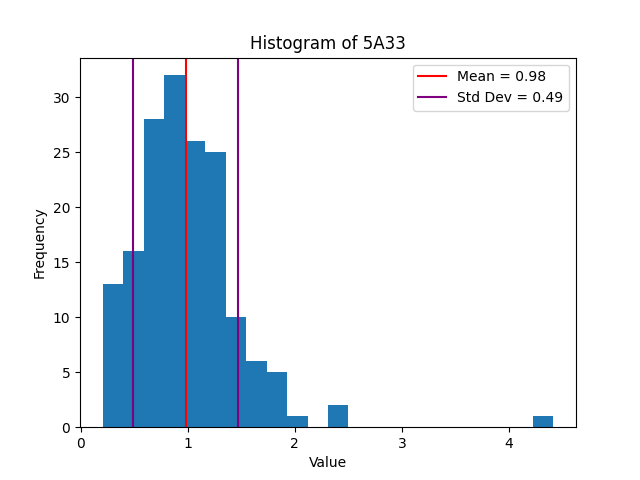 Histogram of 5A33
Mean = 0.98
Std Dev = 0.49
30
25
20
15
10
5
0
Frequency
0 1 2 3 4
Value